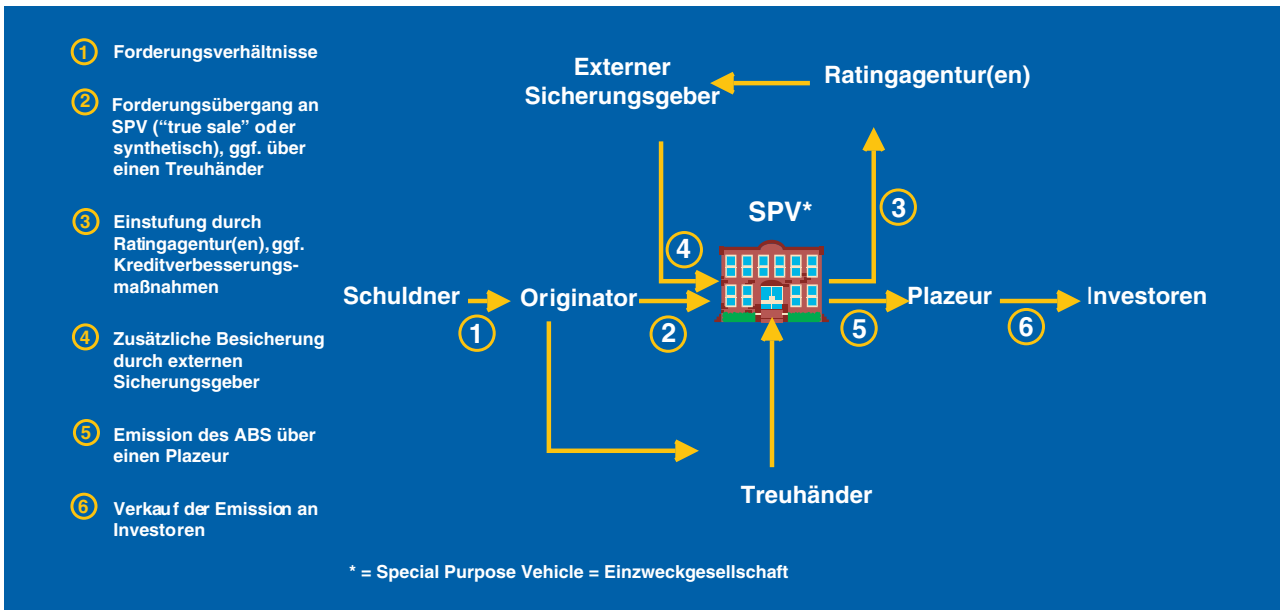 1 Forderungsverhältnisse
2 Forderungsübergang an
SPV (“true sale” oder
synthetisch), ggf. über
einen Treuhänder
3 Einstufung durch
Ratingagentur(en), ggf.
Kreditverbesserungs-
maßnahmen
4 Zusätzliche Besicherung
durch externen
Sicherungsgeber
5 Emission des ABS über
einen Plazeur
6 Verkauf der Emission an
Investoren
Externer
Sicherungsgeber
Ratingagentur(en)
SPV*
3
4
Schuldner
Originator
Plazeur
Investoren
1
2
5
6
Treuhänder
* = Special Purpose Vehicle = Einzweckgesellschaft